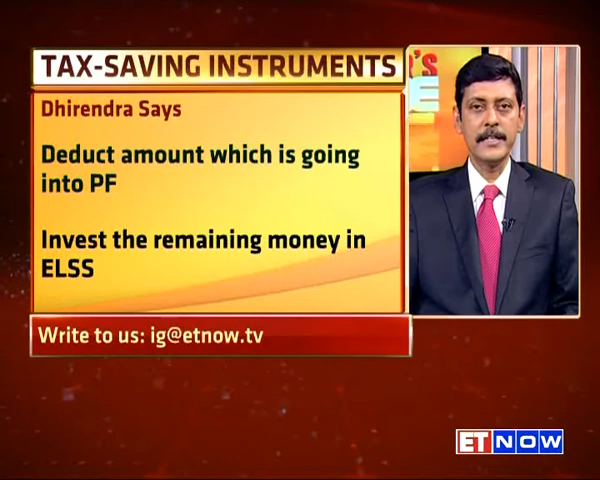 TAX-SAVING INSTRUMENTS
Dhirendra Says
Deduct amount which is going
into PF
Invest the remaining money in
ELSS
Write to us: ig@etnow.tv
ET NOW